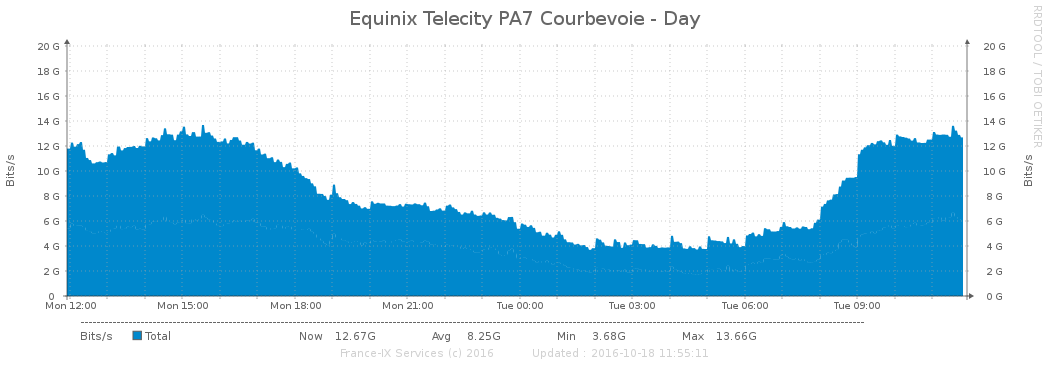 Equinix Telecity PA7 Courbevoie - Day
RRDTOOL / TOBI OETIKER
Bits/s
20 G 20 G
18 G 18 G
16 G 16 G
14 G 14 G
12 G 12 G
10 G 10 G
8 G 8 G
6 G 6 G
4 G 4 G
2 G 2 G
0 0 G
Bits/s
Mon 12:00 Mon 15:00 Mon 18:00 Mon 21:00 Tue 00:00 Tue 03:00 Tue 06:00 Tue 09:00
Bits/s Total Now 12.67G Avg 8.25G Min 3.68G Max 13.66G
France-IX Services (c) 2016 Updated : 2016-10-18 11:55:11